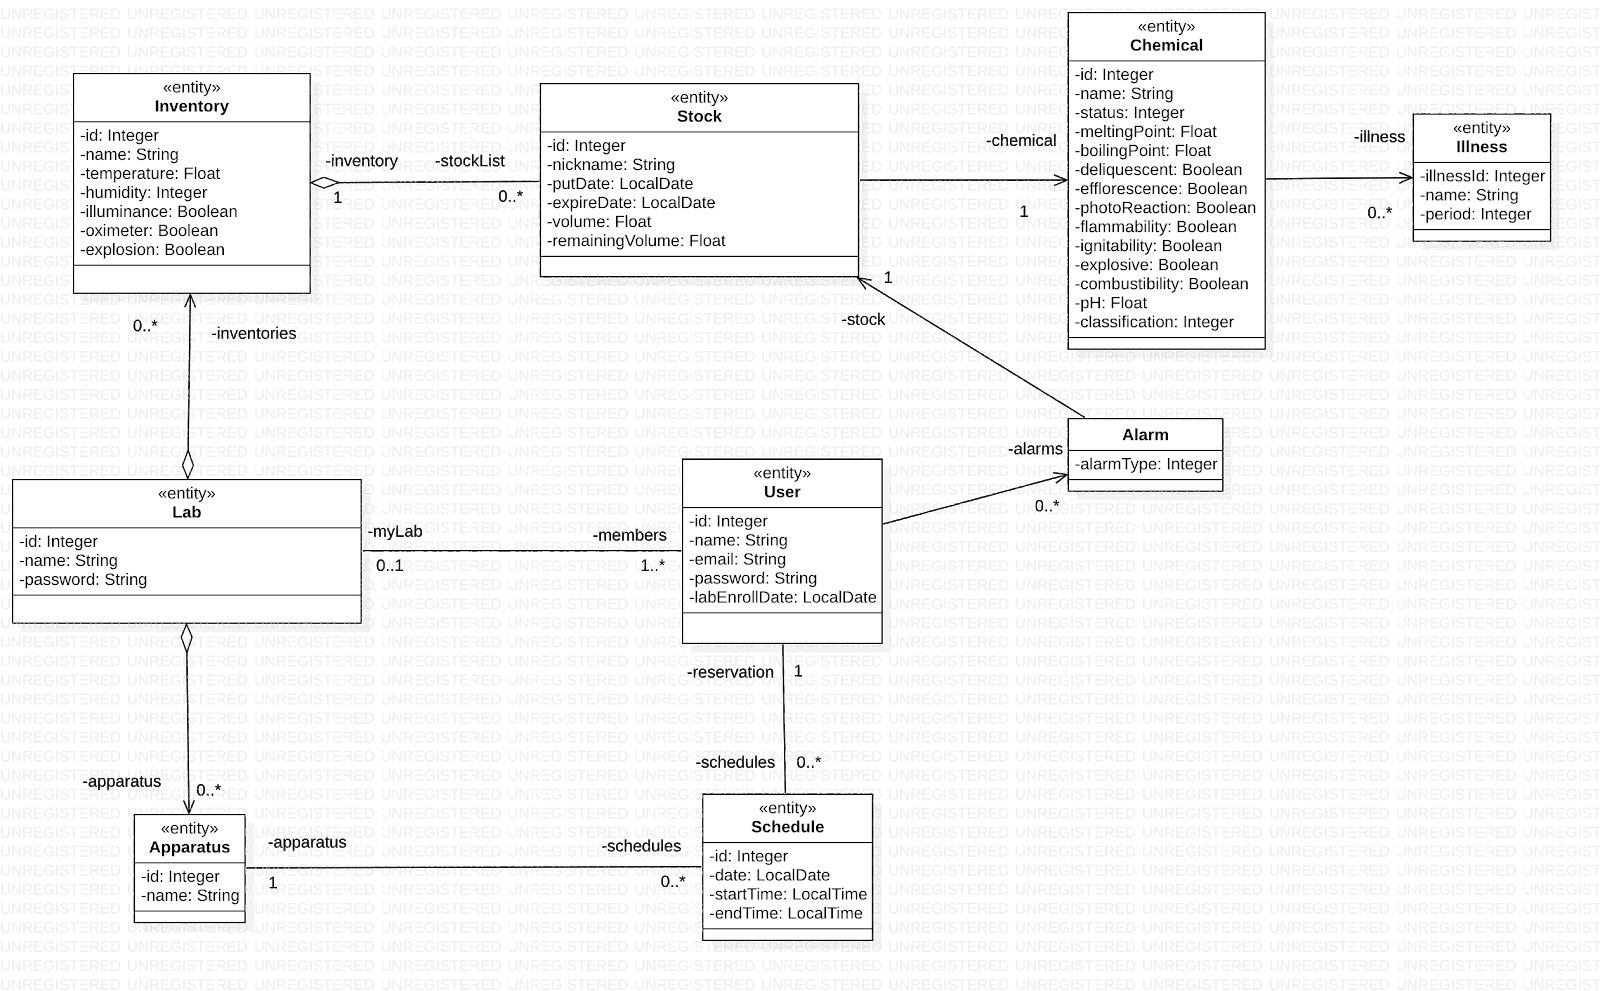 «entity»
Inventory
-id: Integer
-name: String
-temperature: Float
-humidity: Integer
-illuminance: Boolean
-oximeter: Boolean
-explosion: Boolean
-inventory
1
-stockList
0..*
«entity»
Stock
-id: Integer
-nickname: String
-putDate: LocalDate
-expireDate: LocalDate
-volume: Float
-remainingVolume: Float
-chemical
1
«entity»
Chemical
-id: Integer
-name: String
-status: Integer
-meltingPoint: Float
-boilingPoint: Float
-deliquescent: Boolean
-efflorescence: Boolean
-photoReaction: Boolean
-flammability: Boolean
-ignitability: Boolean
-explosive: Boolean
-combustibility: Boolean
-pH: Float
-classification: Integer
-illness
0..*
«entity»
Illness
-illnessId: Integer
-name: String
-period: Integer
0..*
-inventories
1
-stock
«entity»
Lab
-id: Integer
-name: String
-password: String
-myLab
0..1
-members
1..*
«entity»
User
-id: Integer
-name: String
-email: String
-password: String
-labEnrollDate: LocalDate
-alarms
0..*
Alarm
-alarmType: Integer
-reservation
1
-schedules
0..*
-apparatus
0..*
«entity»
Apparatus
-id: Integer
-name: String
-apparatus
1
-schedules
0..*
«entity»
Schedule
-id: Integer
-date: LocalDate
-startTime: LocalTime
-endTime: LocalTime
UNREGISTERED